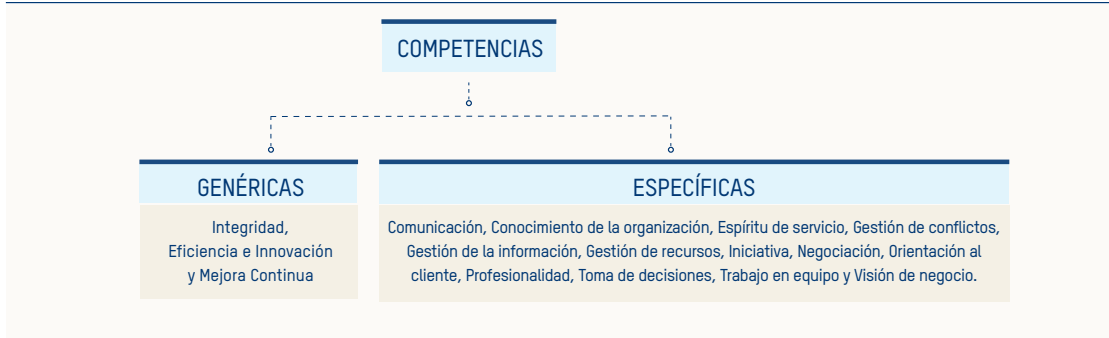 COMPETENCIAS
GENÉRICAS
Integridad,
Eficiencia e Innovación
y Mejora Continua
ESPECÍFICAS
Comunicación, Conocimiento de la organización, Espíritu de servicio, Gestión de conflictos,
Gestión de la información, Gestión de recursos, Iniciativa, Negociación, Orientación al
cliente, Profesionalidad, Toma de decisiones, Trabajo en equipo y Visión de negocio.